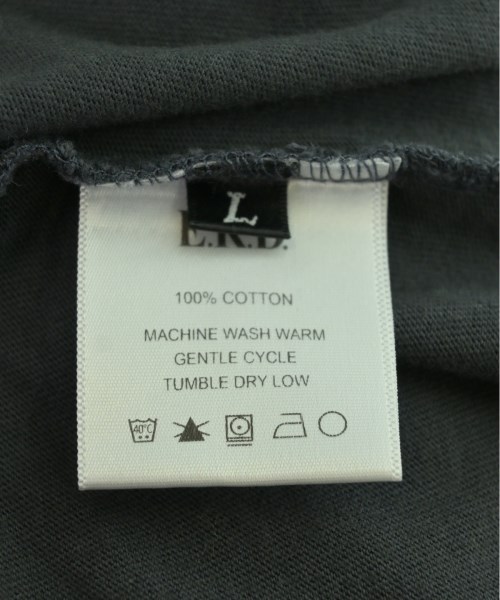 L
E.R.D.
100% COTTON
MACHINE WASH WARM
GENTLE CYCLE
TUMBLE DRY LOW
40°C